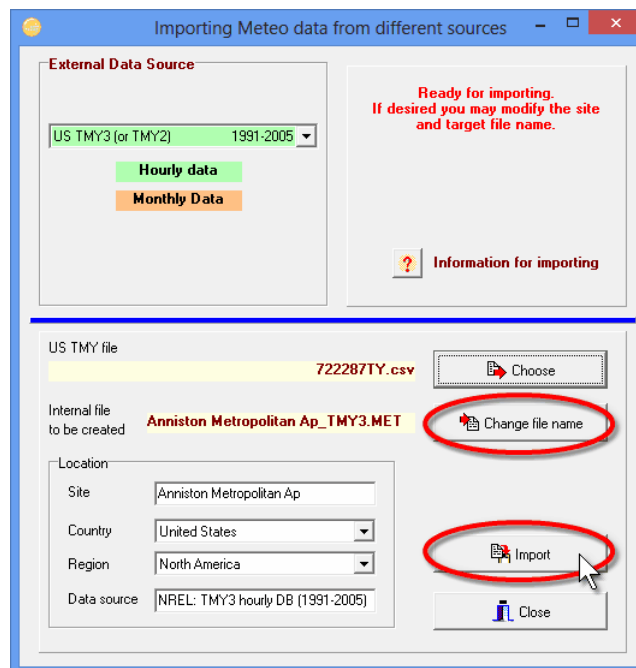 Importing Meteo data from different sources
External Data Source
US TMY3 (or TMY2) 1991-2005
Hourly data
Monthly Data
Ready for importing.
If desired you may modify the site
and target file name.
? Information for importing
US TMY file
722287TY.csv
Choose
Internal file
to be created
Anniston Metropolitan Ap_TMY3.MET
Change file name
Location
Site Anniston Metropolitan Ap
Country United States
Region North America
Data source NREL: TMY3 hourly DB (1991-2005)
Import
Close